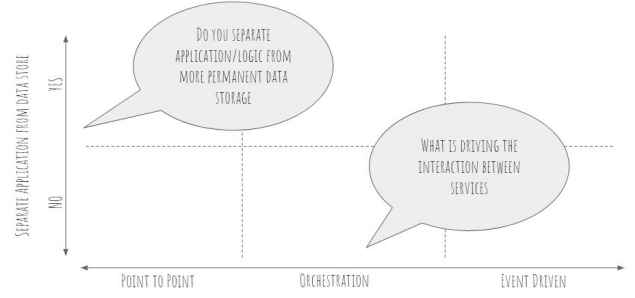 DO YOU SEPARATE
APPLICATION/LOGIC FROM
MORE PERMANENT DATA
STORAGE
WHAT IS DRIVING THE
INTERACTION BETWEEN
SERVICES
SEPARATE APPLICATION FROM DATA STORE
YES
NO
POINT TO POINT
ORCHESTRATION
EVENT DRIVEN